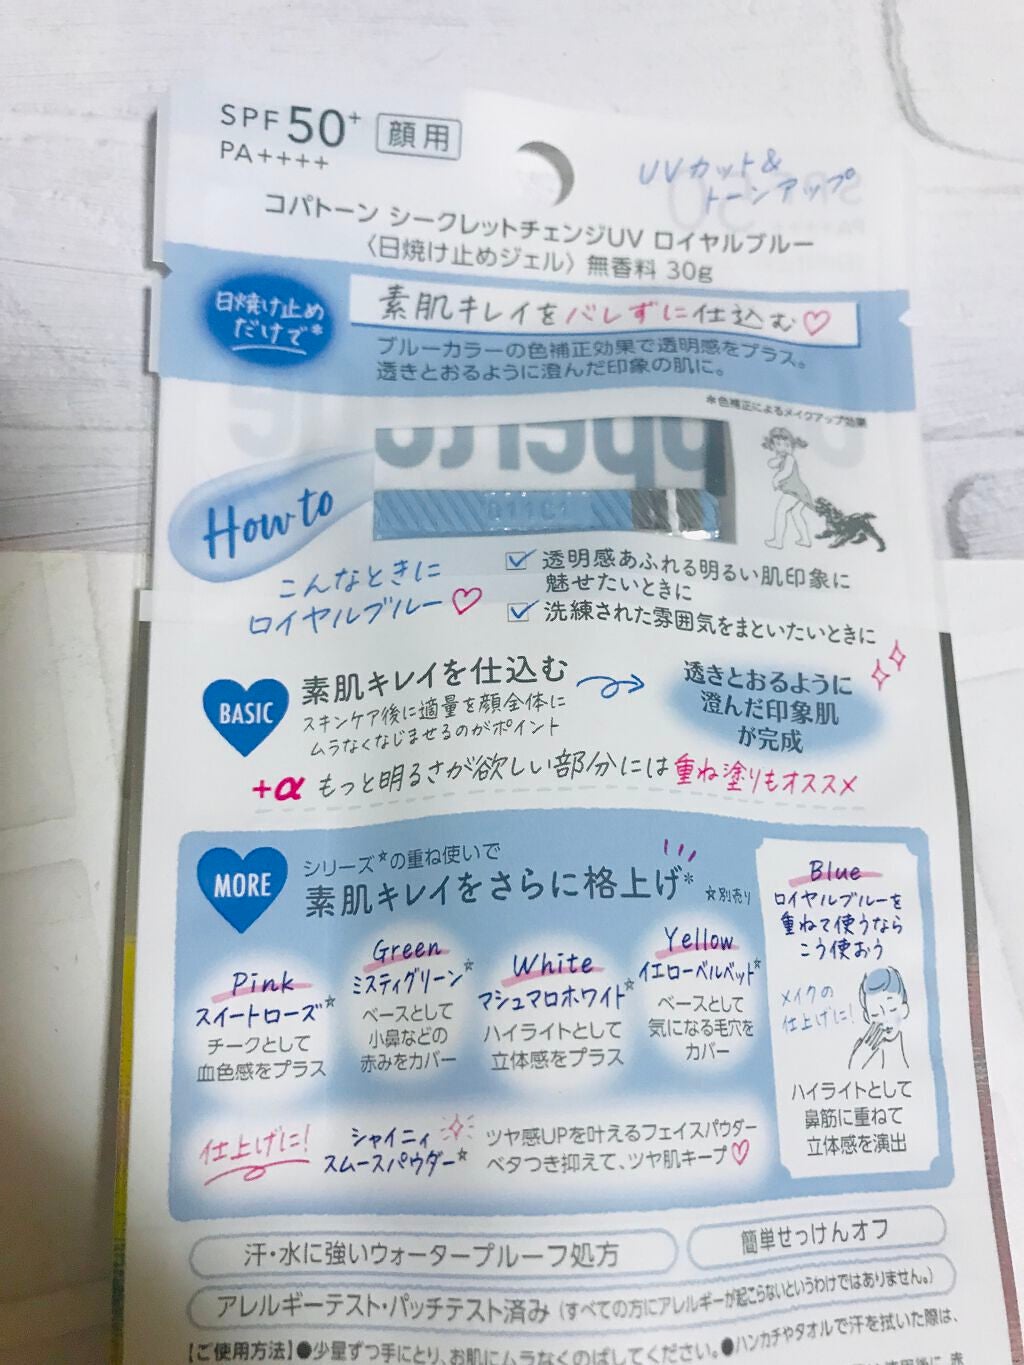 SPF 50+ 顔用
PA++++
UVカット&
トーンアップ
コパトーン シークレットチェンジUV ロイヤルブルー
〈日焼け止めジェル〉無香料 30g
日焼け止め
だけで*
素肌キレイをバレずに仕込む♡
ブルーカラーの色補正効果で透明感をプラス。
透きとおるように澄んだ印象の肌に。
*色補正によるメイクアップ効果
How to
こんなときに
ロイヤルブルー♡
透明感あふれる明るい肌印象に
魅せたいときに
洗練された雰囲気をまといたいときに
BASIC
素肌キレイを仕込む
スキンケア後に適量を顔全体に
ムラなくなじませるのがポイント
透きとおるように
澄んだ印象肌
が完成
+α もっと明るさが欲しい部分には重ね塗りもオススメ
MORE
シリーズ☆の重ね使いで
素肌キレイをさらに格上げ*
☆別売り
Pink
スイートローズ☆
チークとして
血色感をプラス
Green
ミスティグリーン☆
ベースとして
小鼻などの
赤みをカバー
White
マシュマロホワイト☆
ハイライトとして
立体感をプラス
Yellow
イエローベルベット☆
ベースとして
気になる毛穴を
カバー
Blue
ロイヤルブルーを
重ねて使うなら
こう使おう
メイクの
仕上げに!
ハイライトとして
鼻筋に重ねて
立体感を演出
仕上げに!
シャイニィ
スムースパウダー☆
ツヤ感UPを叶えるフェイスパウダー
ベタつき抑えて、ツヤ肌キープ♡
汗・水に強いウォータープルーフ処方
簡単せっけんオフ
アレルギーテスト・パッチテスト済み(すべての方にアレルギーが起こらないというわけではありません。)
【ご使用方法】●少量ずつ手にとり、お肌にムラなくのばしてください。●ハンカチやタオルで汗を拭いた際は、